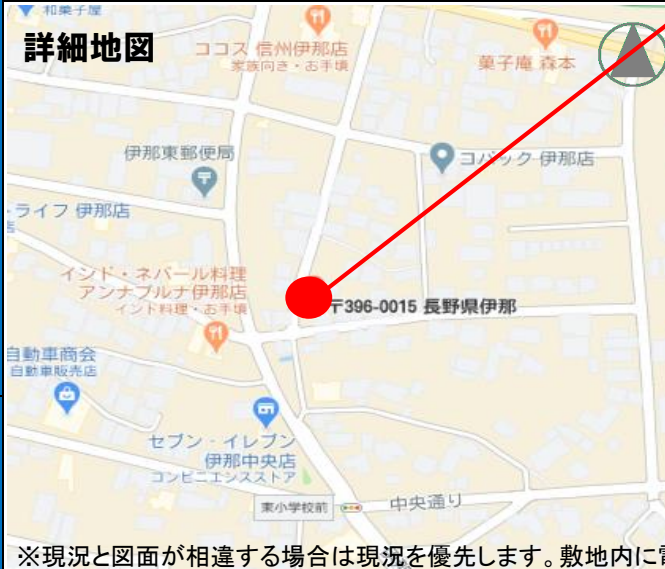 和菓子屋
詳細地図
ココス 信州伊那店
家族向き・お手頃
菓子庵 森本
伊那東郵便局
コパック 伊那店
ライフ 伊那店
インド・ネパール料理
アンナプルナ伊那店
インド料理・お手頃
〒396-0015 長野県伊那
自動車商会
自動車販売店
セブン‐イレブン
伊那中央店
コンビニエンスストア
東小学校前
中央通り
※現況と図面が相違する場合は現況を優先します。敷地内に